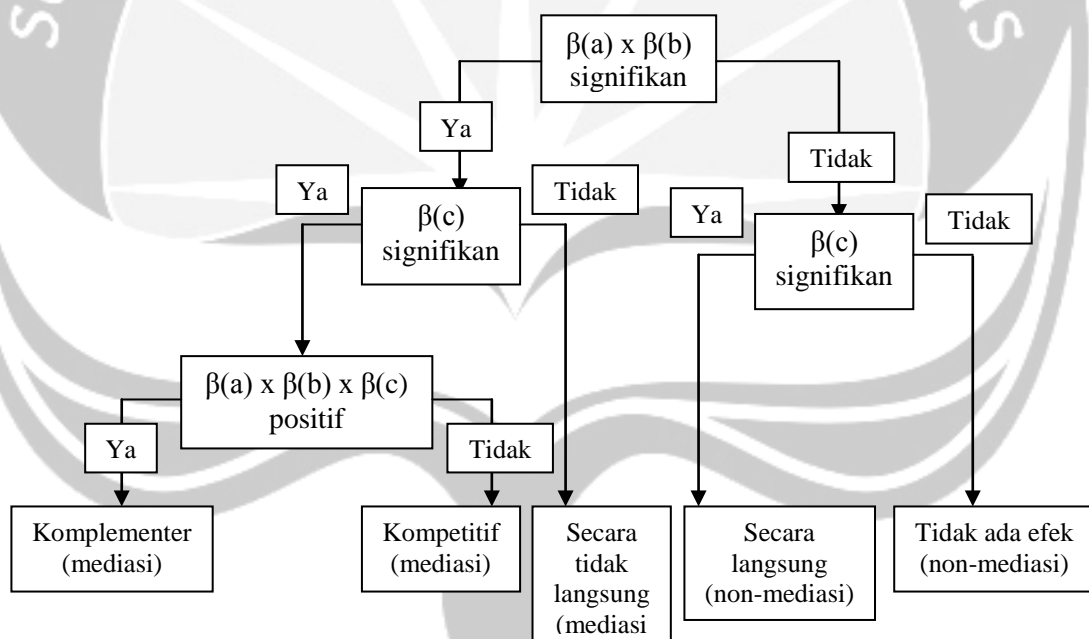 β(a) x β(b)
signifikan
Ya
Tidak
Ya
β(c)
signifikan
Tidak
Ya
β(c)
signifikan
Tidak
β(a) x β(b) x β(c)
positif
Ya
Tidak
Komplementer
(mediasi)
Kompetitif
(mediasi)
Secara
tidak
langsung
(mediasi
Secara
langsung
(non-mediasi)
Tidak ada efek
(non-mediasi)